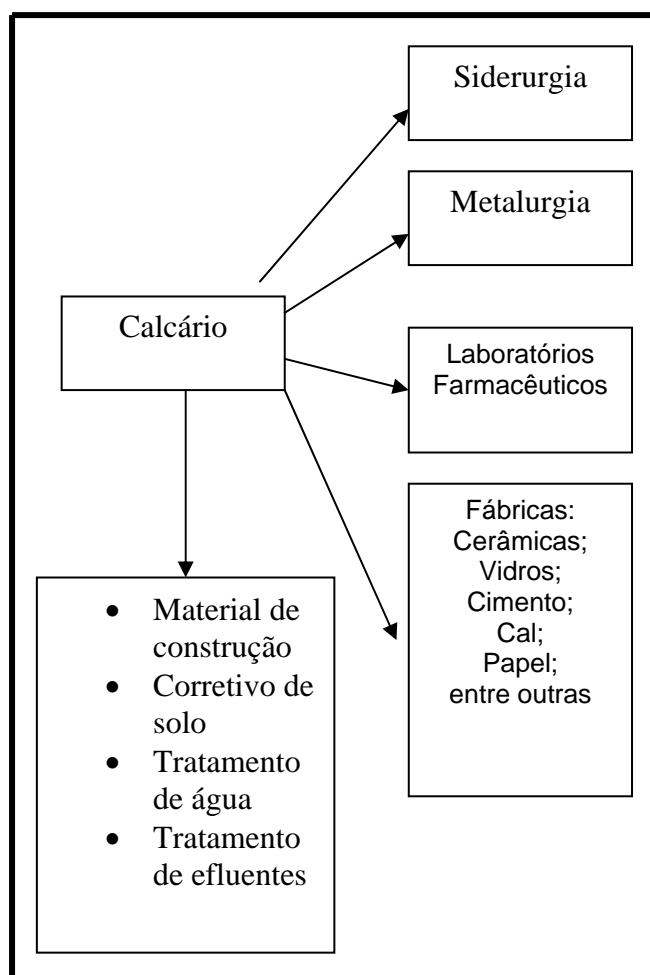 Siderurgia
Metalurgia
Calcário
Laboratórios
Farmacêuticos
Fábricas:
Cerâmicas;
Vidros;
Cimento;
Cal;
Papel;
entre outras
• Material de
construção
• Corretivo de
solo
• Tratamento
de água
• Tratamento
de efluentes